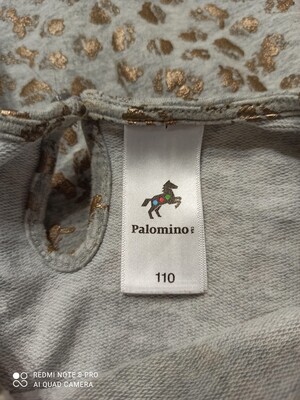 Palomino
110
REDMI NOTE 8 PRO
AI QUAD CAMERA